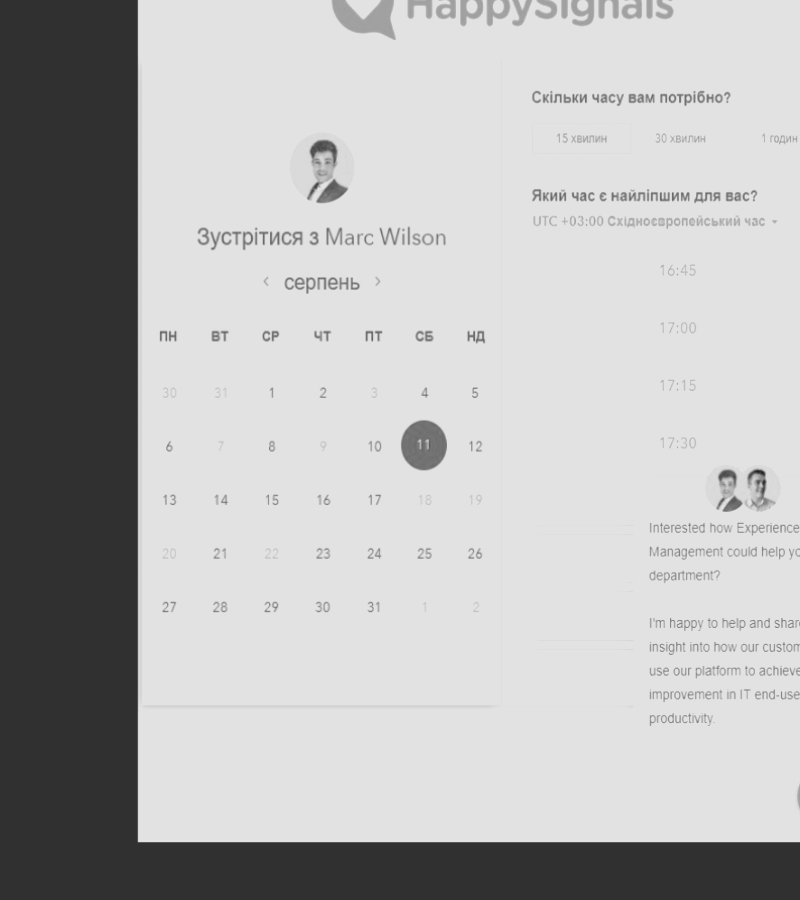 HappySignals
Зустрітися з Marc Wilson
‹ серпень ›
ПН ВТ СР ЧТ ПТ СБ НД
30 31 1 2 3 4 5
6 7 8 9 10 11 12
13 14 15 16 17 18 19
20 21 22 23 24 25 26
27 28 29 30 31 1 2
Скільки часу вам потрібно?
15 хвилин 30 хвилин 1 годин
Який час є найліпшим для вас?
UTC +03:00 Східноєвропейський час
16:45
17:00
17:15
17:30
Interested how Experience
Management could help yo
department?
I'm happy to help and share
insight into how our custom
use our platform to achieve
improvement in IT end-use
productivity.